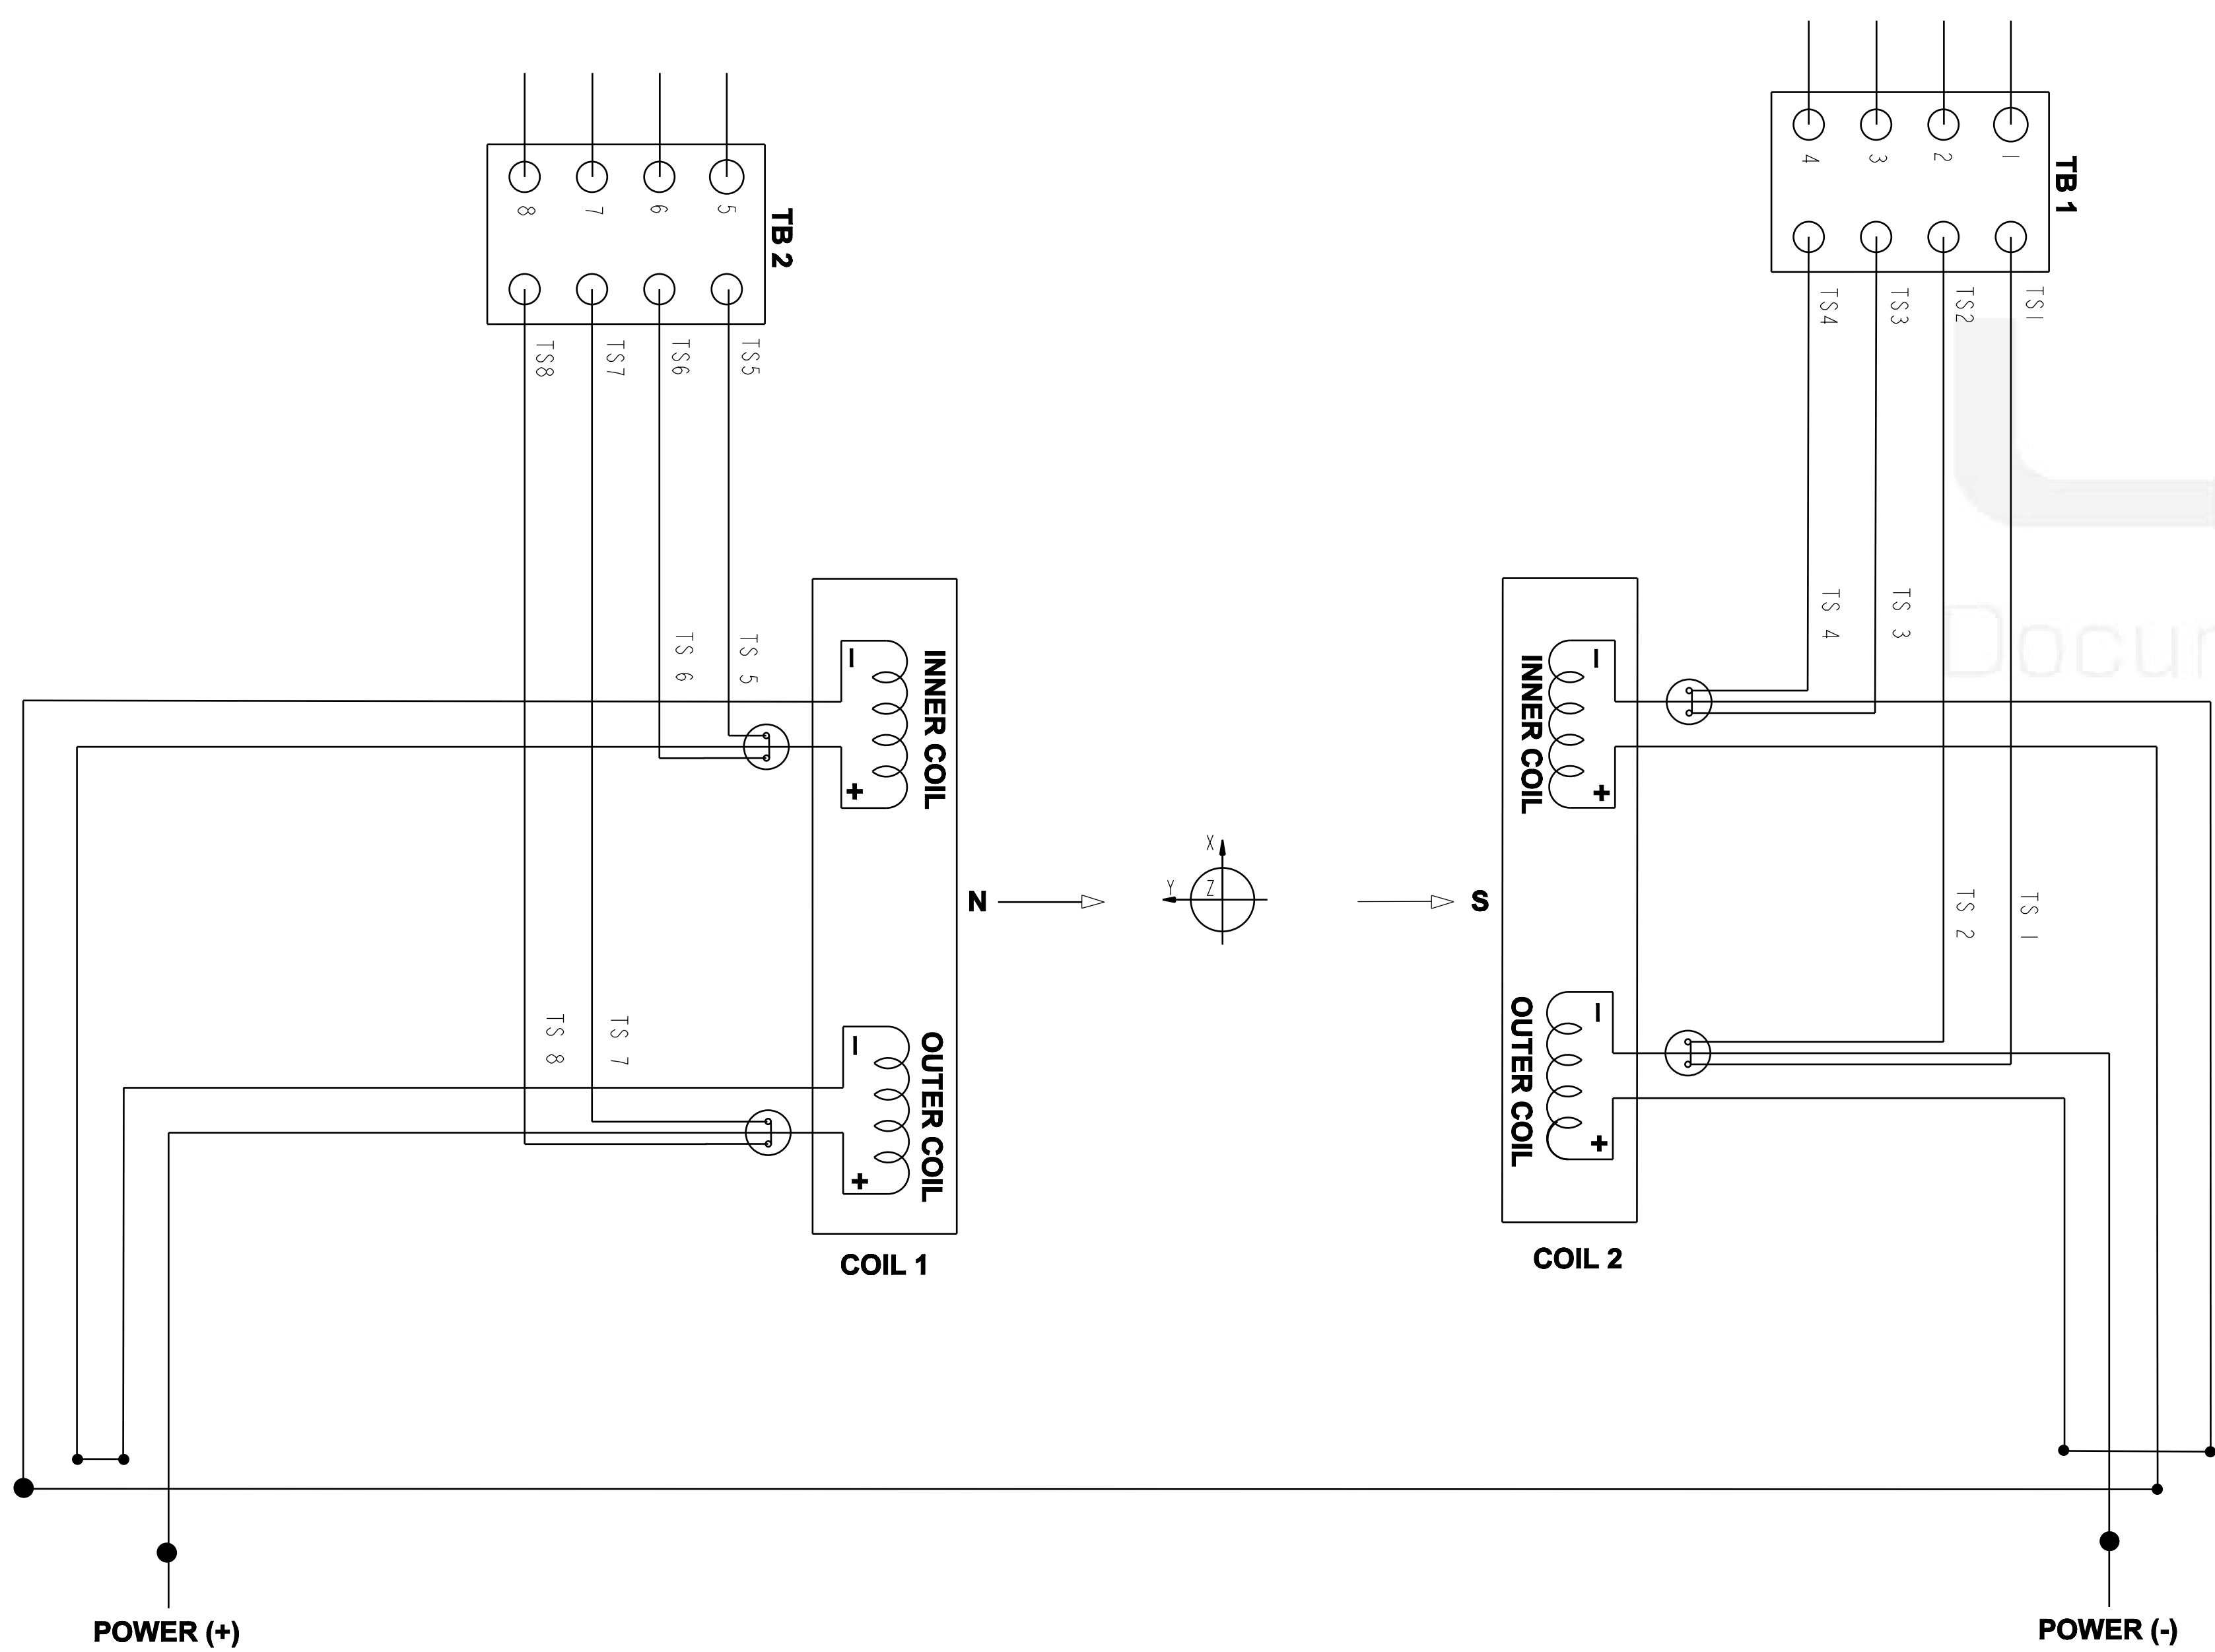 4 3 2 1
TB 1
8 7 6 5
TB 2
TS4 TS3 TS2 TS1
TS8 TS7 TS6 TS5
TS 4 TS 3
TS 6 TS 5
Docur
− INNER COIL
+
INNER COIL −
+
X
Y Z
N
S
TS 2 TS 1
TS 8 TS 7
− OUTER COIL
+
OUTER COIL −
+
COIL 1
COIL 2
POWER (+)
POWER (-)